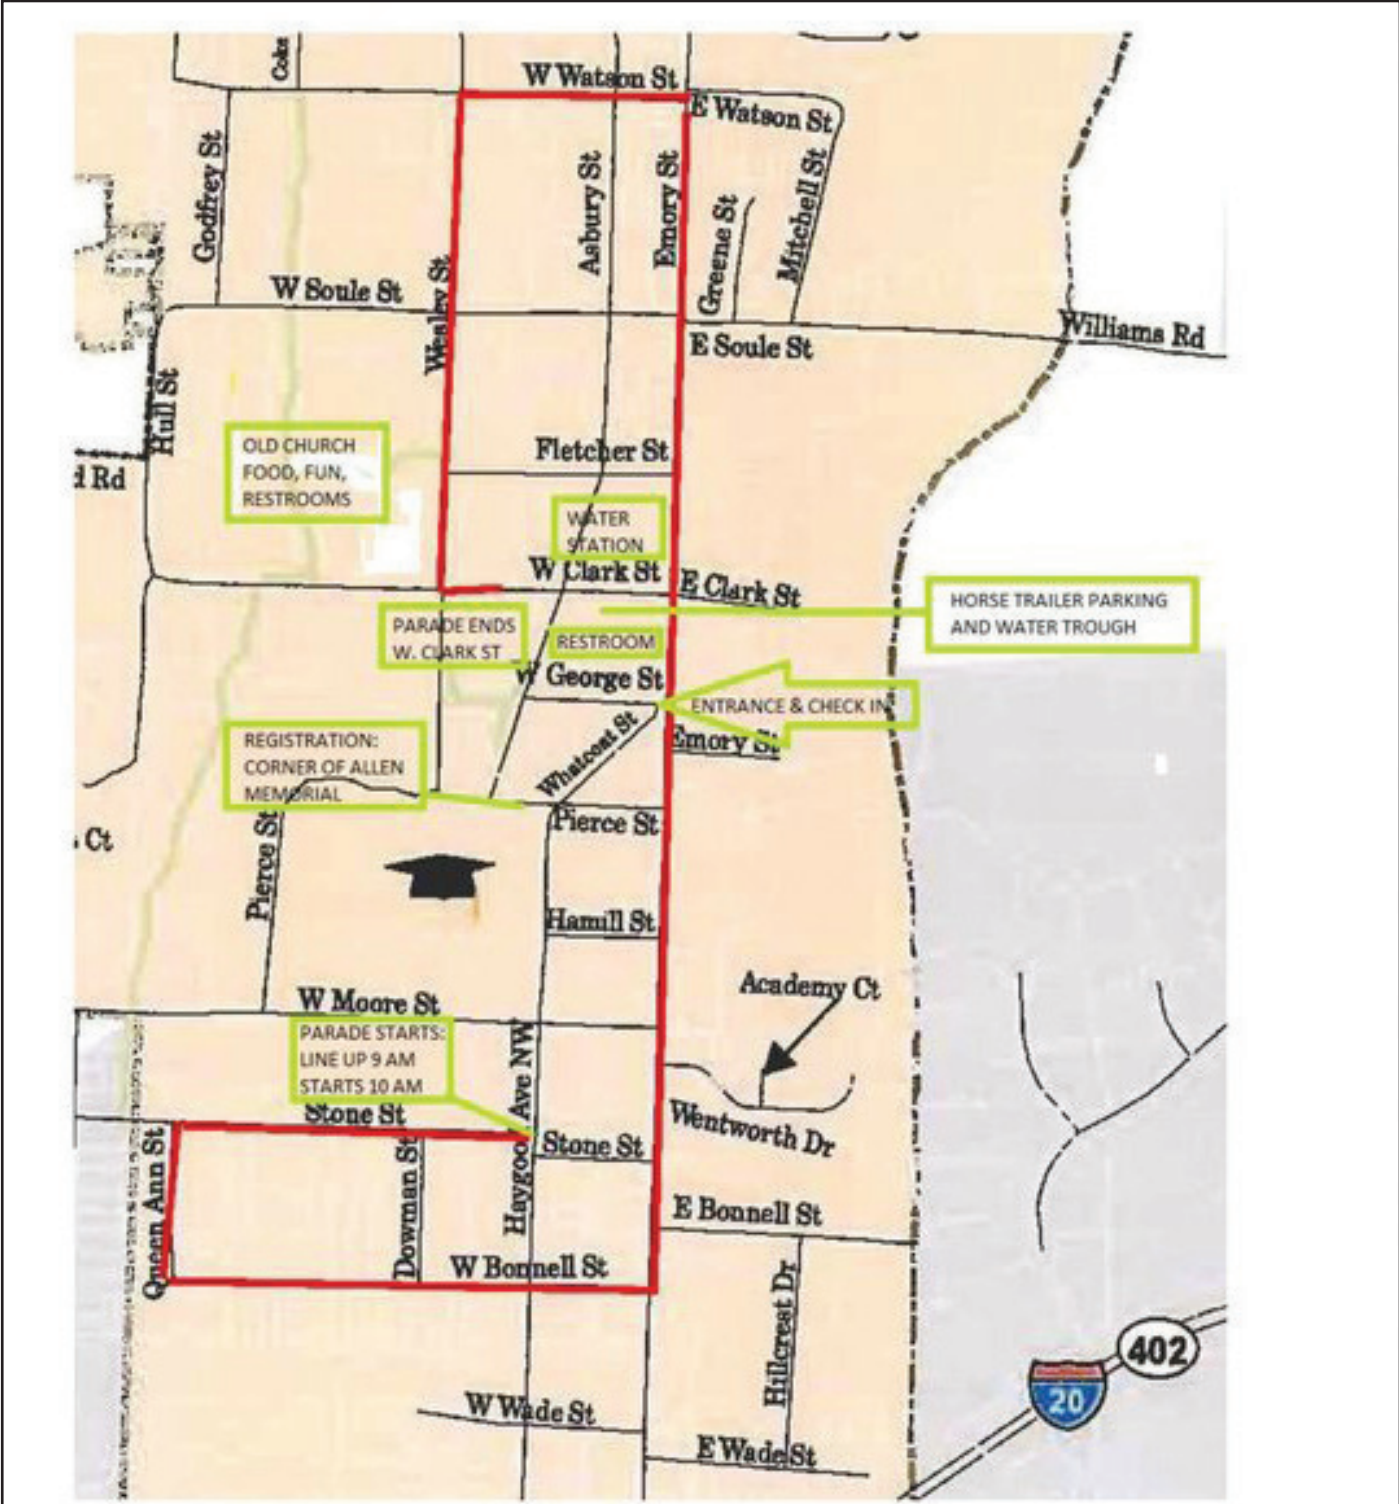 Coke
W Watson St
E Watson St
Godfrey St
Asbury St
Emory St
Greene St
Mitchell St
W Soule St
Wesley St
Williams Rd
E Soule St
Hull St
OLD CHURCH
FOOD, FUN,
RESTROOMS
Fletcher St
d Rd
WATER
STATION
W Clark St
E Clark St
HORSE TRAILER PARKING
AND WATER TROUGH
PARADE ENDS
W. CLARK ST
RESTROOM
W George St
ENTRANCE & CHECK IN
Whatcoat St
Emory St
REGISTRATION:
CORNER OF ALLEN
MEMORIAL
Pierce St
Pierce St
Ct
Hamill St
Academy Ct
W Moore St
PARADE STARTS:
LINE UP 9 AM
STARTS 10 AM
Haygood Ave NW
Stone St
Wentworth Dr
Stone St
Queen Ann St
Dowman St
Haygood
E Bonnell St
W Bonnell St
Hillcrest Dr
402
20
W Wade St
E Wade St